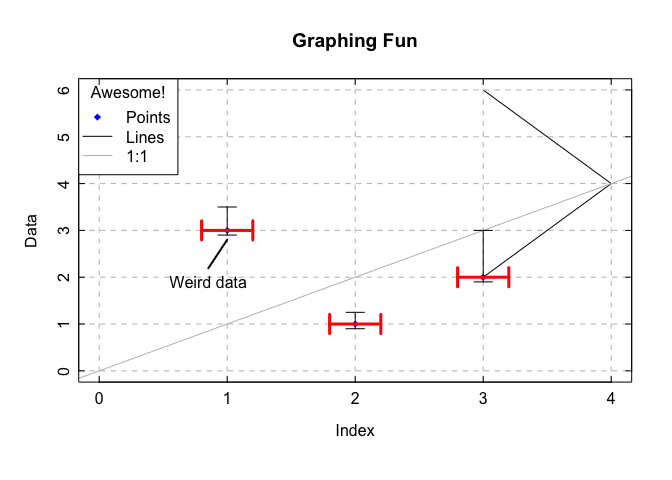 Graphing Fun
Awesome!
Points
Lines
1:1
Weird data
Data
6
5
4
3
2
1
0
0 1 2 3 4
Index